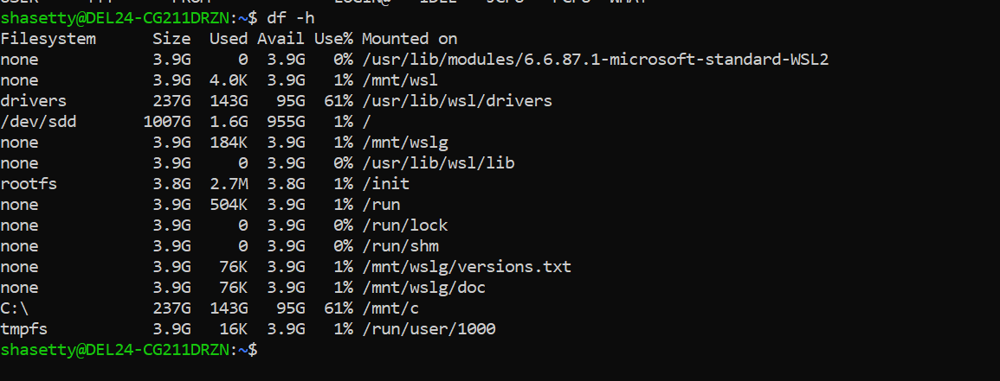 shasetty@DEL24-CG211DRZN:~$ df -h
Filesystem      Size  Used Avail Use% Mounted on
none            3.9G     0  3.9G   0% /usr/lib/modules/6.6.87.1-microsoft-standard-WSL2
none            3.9G  4.0K  3.9G   1% /mnt/wsl
drivers         237G  143G   95G  61% /usr/lib/wsl/drivers
/dev/sdd       1007G  1.6G  955G   1% /
none            3.9G  184K  3.9G   1% /mnt/wslg
none            3.9G     0  3.9G   0% /usr/lib/wsl/lib
rootfs          3.8G  2.7M  3.8G   1% /init
none            3.9G  504K  3.9G   1% /run
none            3.9G     0  3.9G   0% /run/lock
none            3.9G     0  3.9G   0% /run/shm
none            3.9G   76K  3.9G   1% /mnt/wslg/versions.txt
none            3.9G   76K  3.9G   1% /mnt/wslg/doc
C:\             237G  143G   95G  61% /mnt/c
tmpfs           3.9G   16K  3.9G   1% /run/user/1000
shasetty@DEL24-CG211DRZN:~$